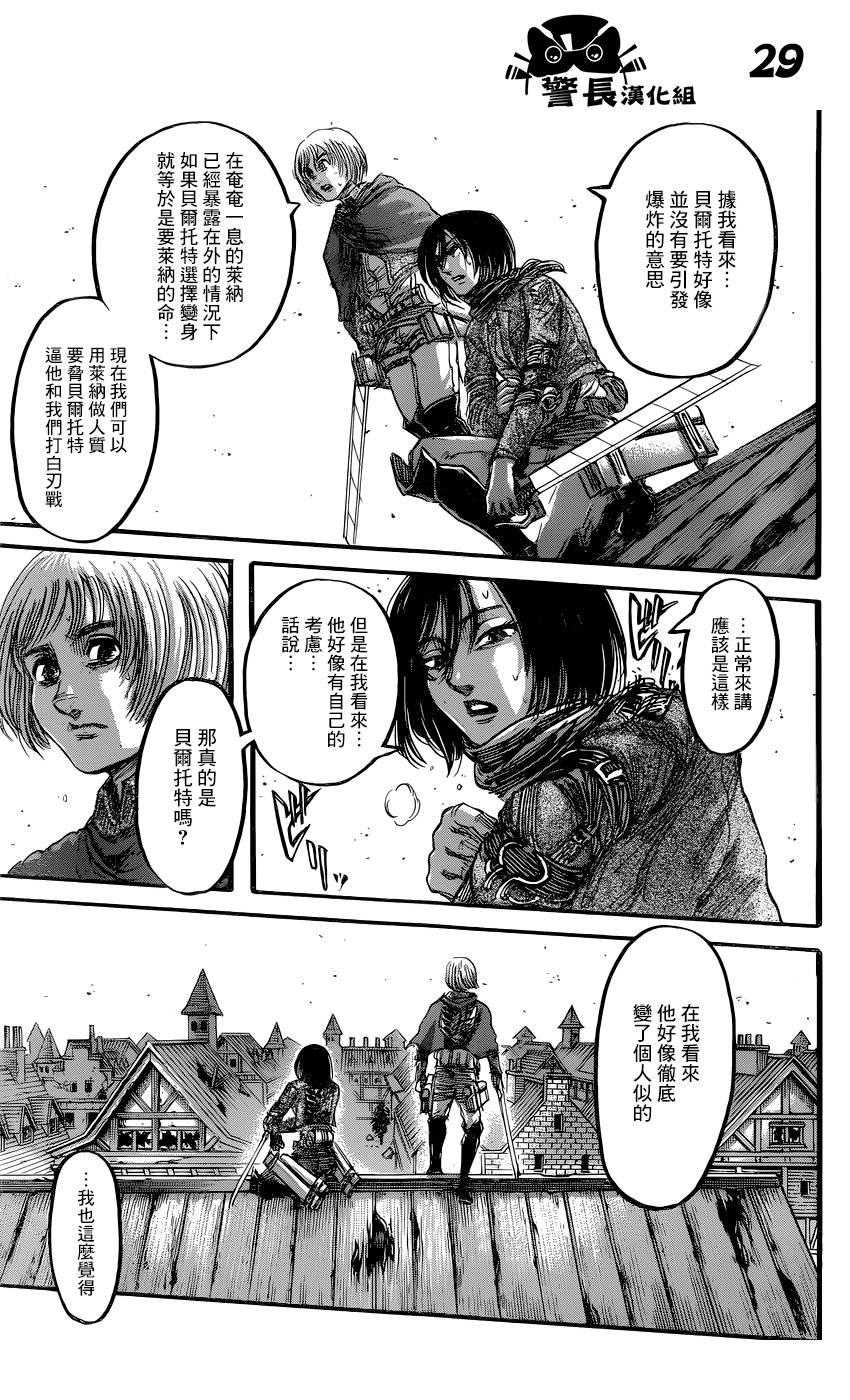 警長漢化組
29
據我看來…
貝爾托特好像
並沒有要引發
爆炸的意思
在奄奄一息的萊納
已經暴露在外的情況下
如果貝爾托特選擇變身
就等於是要萊納的命…
現在我們可以
用萊納做人質
要脅貝爾托特
逼他和我們打白刃戰
…正常來講
應該是這樣
但是在我看來…
他好像有自己的
考慮…
話說…
那真的是
貝爾托特嗎?
在我看來
他好像徹底
變了個人似的
…我也這麼覺得